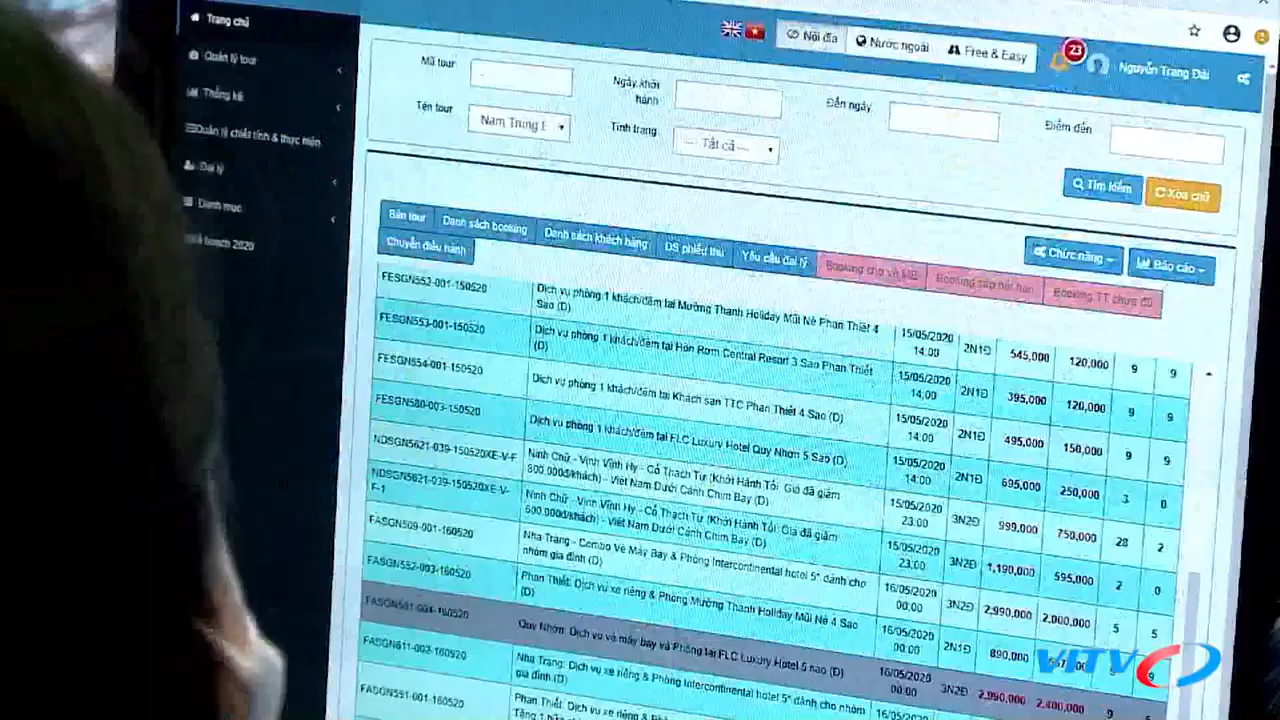 Trang chủ
Quản lý tour
Thống kê
Quản lý chiết tính & thực hiện
Đại lý
Danh mục
2020
Nội địa
Nước ngoài
Free & Easy
23
Nguyễn Trang Đài
Mã tour
Ngày khởi hành
Đến ngày
Điểm đến
Tên tour
Nam Trung B
Tình trạng
--- Tất cả ---
Tìm kiếm
Xóa chữ
Bán tour
Danh sách booking
Danh sách khách hàng
DS phiếu thu
Yêu cầu đại lý
Booking TT chưa đủ
Chuyển điều hành
Chức năng
Báo cáo
FESGN552-001-150520 Dịch vụ phòng 1 khách/đêm tại Mường Thanh Holiday Mũi Né Phan Thiết 4 Sao (D) 15/05/2020 14:00 2N1Đ 545,000 120,000 9 9
FESGN553-001-150520 Dịch vụ phòng 1 khách/đêm tại Hòn Rơm Central Resort 3 Sao Phan Thiết (D) 15/05/2020 14:00 2N1Đ 395,000 120,000 9 9
FESGN554-001-150520 Dịch vụ phòng 1 khách/đêm tại Khách sạn TTC Phan Thiết 4 Sao (D) 15/05/2020 14:00 2N1Đ 495,000 150,000 9 9
FESGN580-003-150520 Dịch vụ phòng 1 khách/đêm tại FLC Luxury Hotel Quy Nhơn 5 Sao (D) 15/05/2020 14:00 2N1Đ 695,000 250,000 3 0
NDSGN5621-039-150520XE-V-F Ninh Chữ - Vịnh Vĩnh Hy - Cổ Thạch Tự (Khởi Hành Tối. Giá đã giảm 800.000đ/khách) - Việt Nam Dưới Cánh Chim Bay (D) 15/05/2020 23:00 3N2Đ 999,000 750,000 28 2
NDSGN5621-039-150520XE-V-F-1 Ninh Chữ - Vịnh Vĩnh Hy - Cổ Thạch Tự (Khởi Hành Tối. Giá đã giảm 600.000đ/khách) - Việt Nam Dưới Cánh Chim Bay (D) 15/05/2020 23:00 3N2Đ 1,190,000 595,000 2 0
FASGN509-001-160520 Nha Trang - Combo Vé Máy Bay & Phòng Intercontinental hotel 5* dành cho nhóm gia đình (D) 16/05/2020 00:00 3N2Đ 2,990,000 2,000,000 5 5
FASGN552-003-160520 Phan Thiết: Dịch vụ xe riêng & Phòng Mường Thanh Holiday Mũi Né 4 Sao (D) 16/05/2020 00:00 2N1Đ 890,000 9
FASGN581-004-160520 Quy Nhơn: Dịch vụ vé máy bay và Phòng tại FLC Luxury Hotel 5 sao (D) 16/05/2020 00:00 3N2Đ 2,990,000 2,400,000 9
FASGN611-003-160520 Nha Trang: Dịch vụ xe riêng & Phòng Intercontinental hotel 5* dành cho nhóm gia đình (D) 16/05/2020
FASGN551-001-160520 Phan Thiết: Dịch vụ xe riêng &
VITV